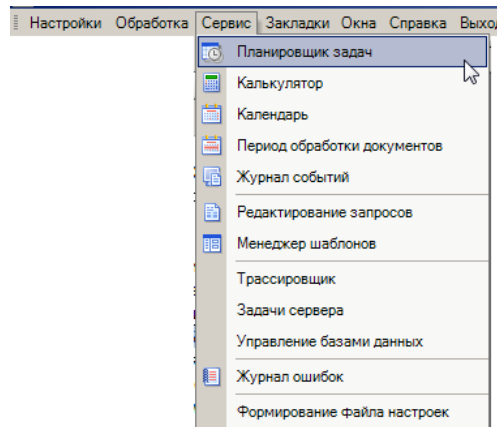 Настройки Обработка Сервис Закладки Окна Справка
Планировщик задач
Калькулятор
Календарь
Период обработки документов
Журнал событий
Редактирование запросов
Менеджер шаблонов
Трассировщик
Задачи сервера
Управление базами данных
Журнал ошибок
Формирование файла настроек